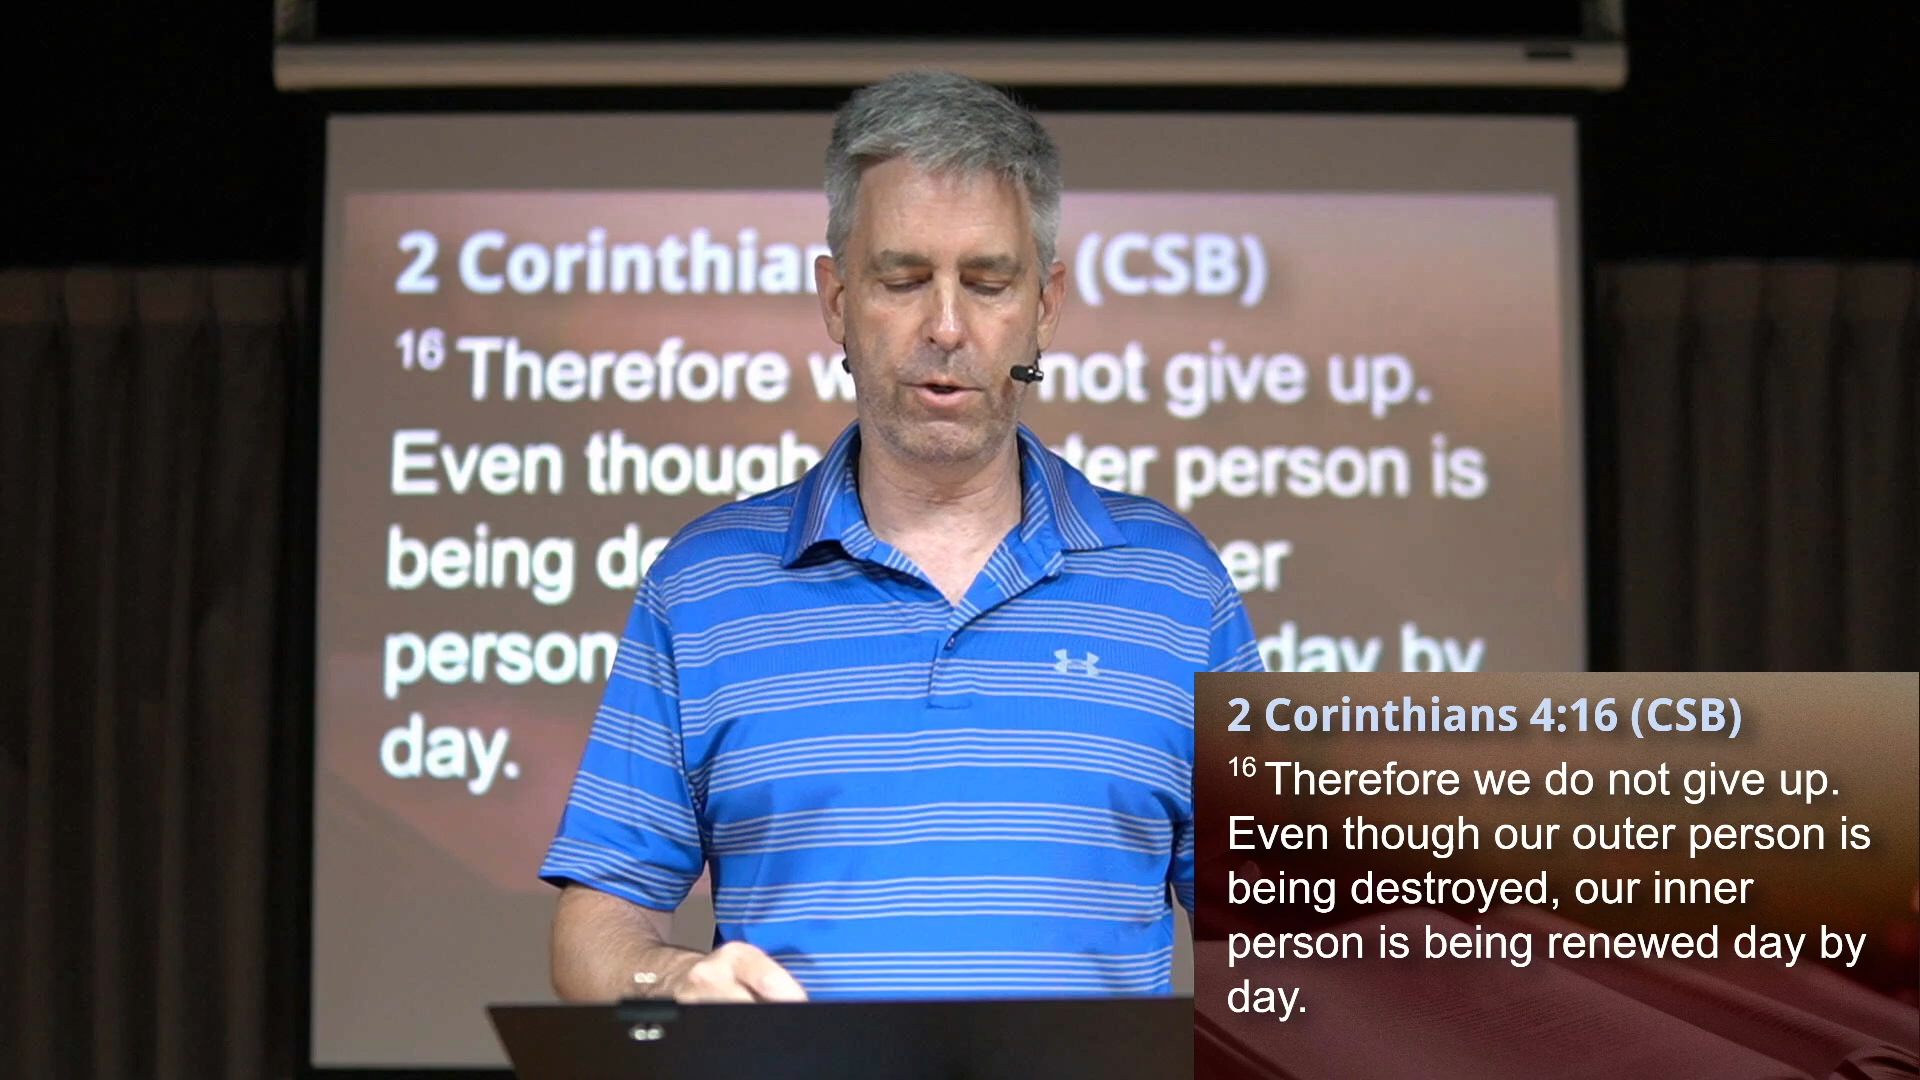 2 Corinthia (CSB)
16 Therefore w not give up.
Even though ter person is
being de er
person day by
day.
2 Corinthians 4:16 (CSB)
16 Therefore we do not give up.
Even though our outer person is
being destroyed, our inner
person is being renewed day by
day.